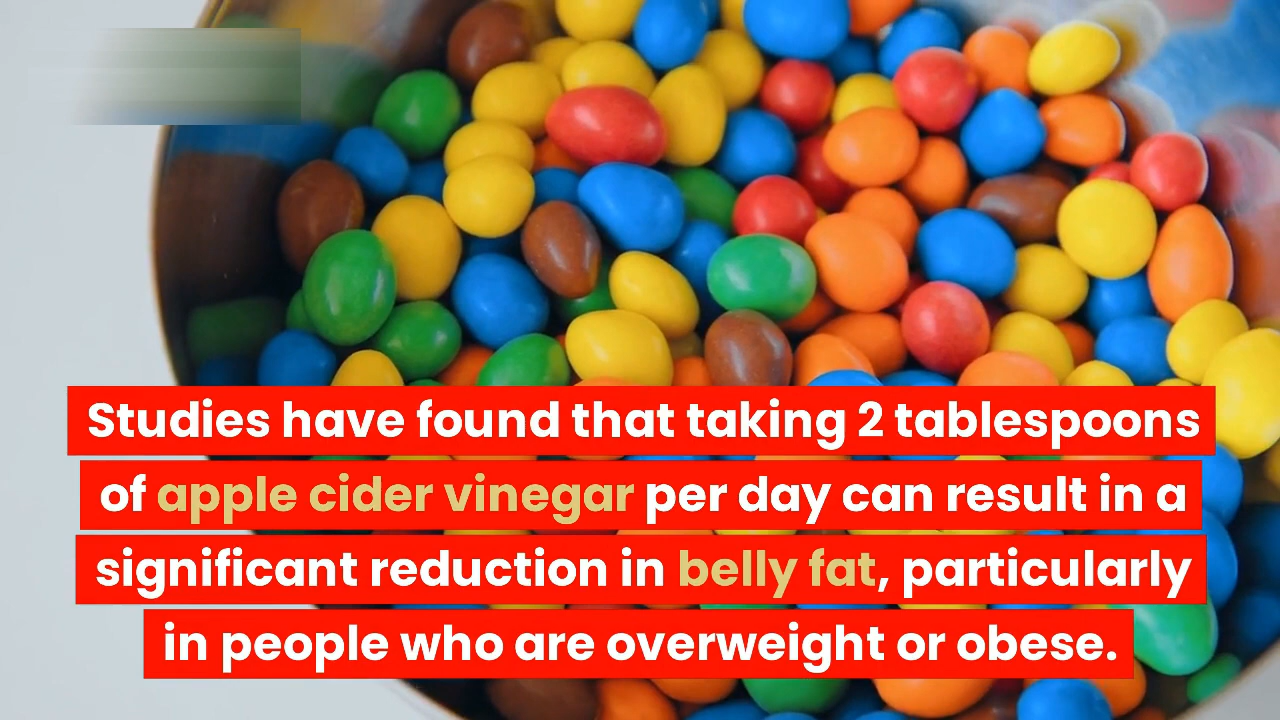 Studies have found that taking 2 tablespoons
of apple cider vinegar per day can result in a
significant reduction in belly fat, particularly
in people who are overweight or obese.